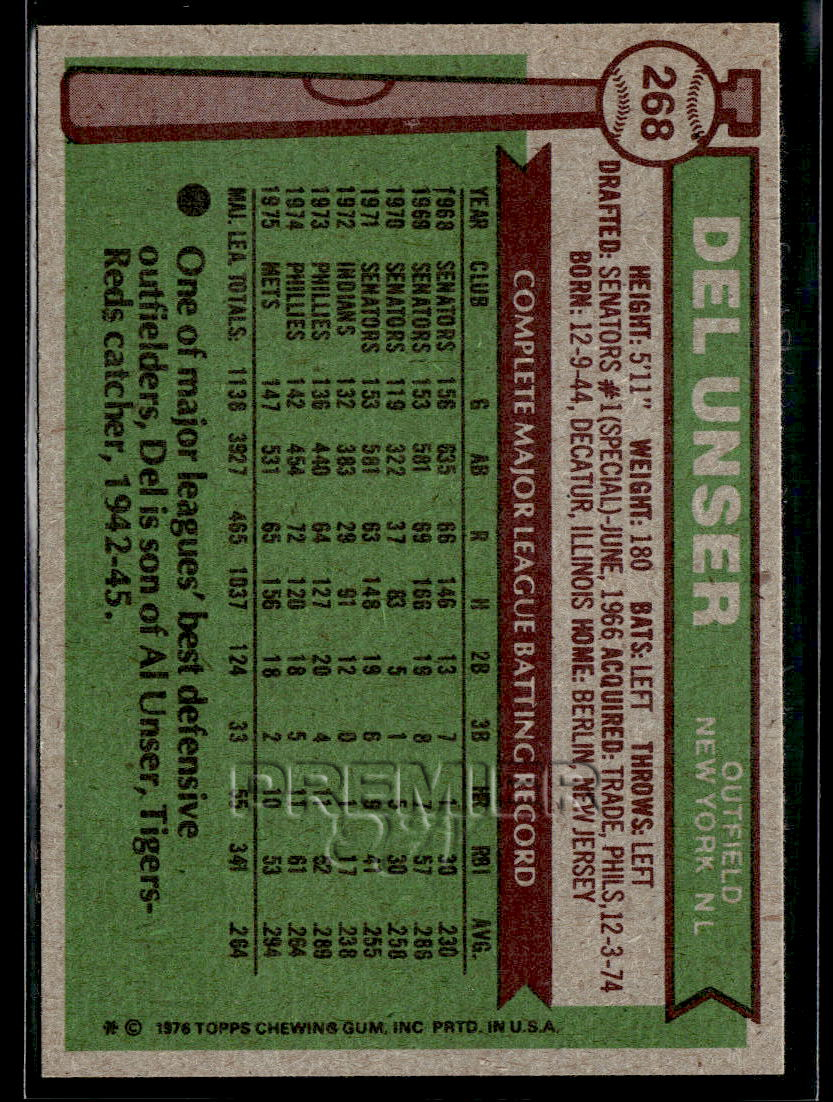 268
DEL UNSER
OUTFIELD
NEW YORK NL
HEIGHT: 5'11" WEIGHT: 180 BATS: LEFT THROWS: LEFT
DRAFTED: SENATORS #1(SPECIAL)-JUNE, 1966 ACQUIRED: TRADE, PHILS, 12-3-74
BORN: 12-9-44, DECATUR, ILLINOIS HOME: BERLIN, NEW JERSEY
COMPLETE MAJOR LEAGUE BATTING RECORD
YEAR CLUB G AB R H 2B 3B HR RBI AVG.
1968 SENATORS 156 635 66 146 13 7 1 30 .230
1969 SENATORS 153 581 69 166 19 8 7 57 .286
1970 SENATORS 119 322 37 83 5 1 5 30 .258
1971 SENATORS 153 581 63 148 19 6 9 41 .255
1972 INDIANS 132 383 29 91 12 0 1 17 .238
1973 PHILLIES 136 440 64 127 20 4 11 52 .289
1974 PHILLIES 142 454 72 120 18 5 11 61 .264
1975 METS 147 531 65 156 18 2 10 53 .294
MAJ. LEA. TOTALS: 1138 3927 465 1037 124 33 55 341 .264
One of major leagues' best defensive
outfielders, Del is son of Al Unser, Tigers-
Reds catcher, 1942-45.
* © 1976 TOPPS CHEWING GUM, INC PRTD. IN U.S.A.
PREMIER